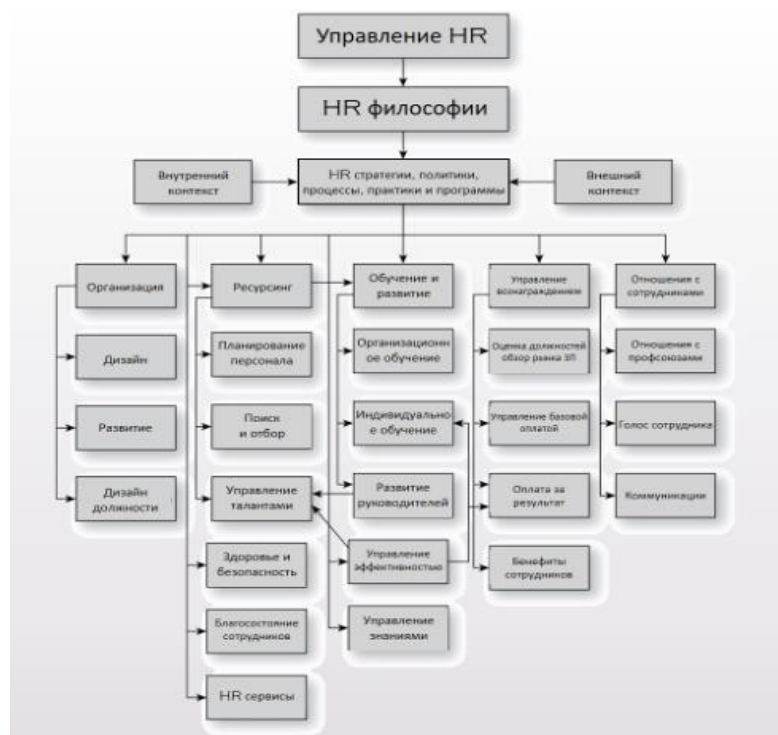 Управление HR
HR философии
Внутренний
контекст
HR стратегии, политики,
процессы, практики и программы
Внешний
контекст
Организация
Ресурсинг
Обучение и
развитие
Управление
вознаграждением
Отношения с
сотрудниками
Дизайн
Планирование
персонала
Организационн
ое обучение
Оценка должностей
обзор рынка ЗП
Отношения с
профсоюзами
Развитие
Поиск
и отбор
Индивидуально
е обучение
Управление базовой
оплатой
Голос сотрудника
Дизайн
должности
Управление
талантами
Развитие
руководителей
Оплата за
результат
Коммуникации
Здоровье и
безопасность
Управление
эффективностью
Бенефиты
сотрудников
Благосостояние
сотрудников
Управление
знаниями
HR сервисы